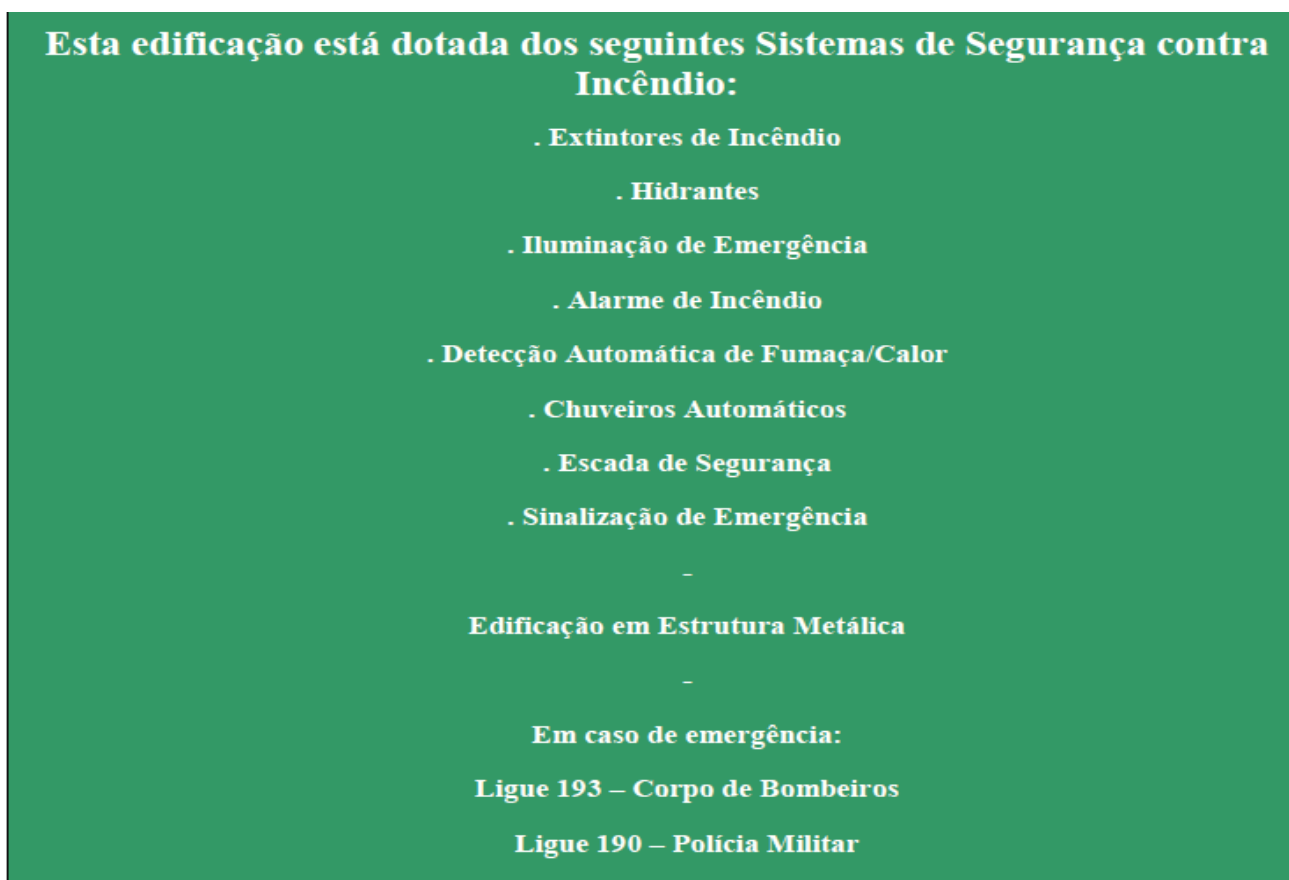 Esta edificação está dotada dos seguintes Sistemas de Segurança contra
Incêndio:
. Extintores de Incêndio
. Hidrantes
. Iluminação de Emergência
. Alarme de Incêndio
. Detecção Automática de Fumaça/Calor
. Chuveiros Automáticos
. Escada de Segurança
. Sinalização de Emergência
-
Edificação em Estrutura Metálica
-
Em caso de emergência:
Ligue 193 – Corpo de Bombeiros
Ligue 190 – Polícia Militar